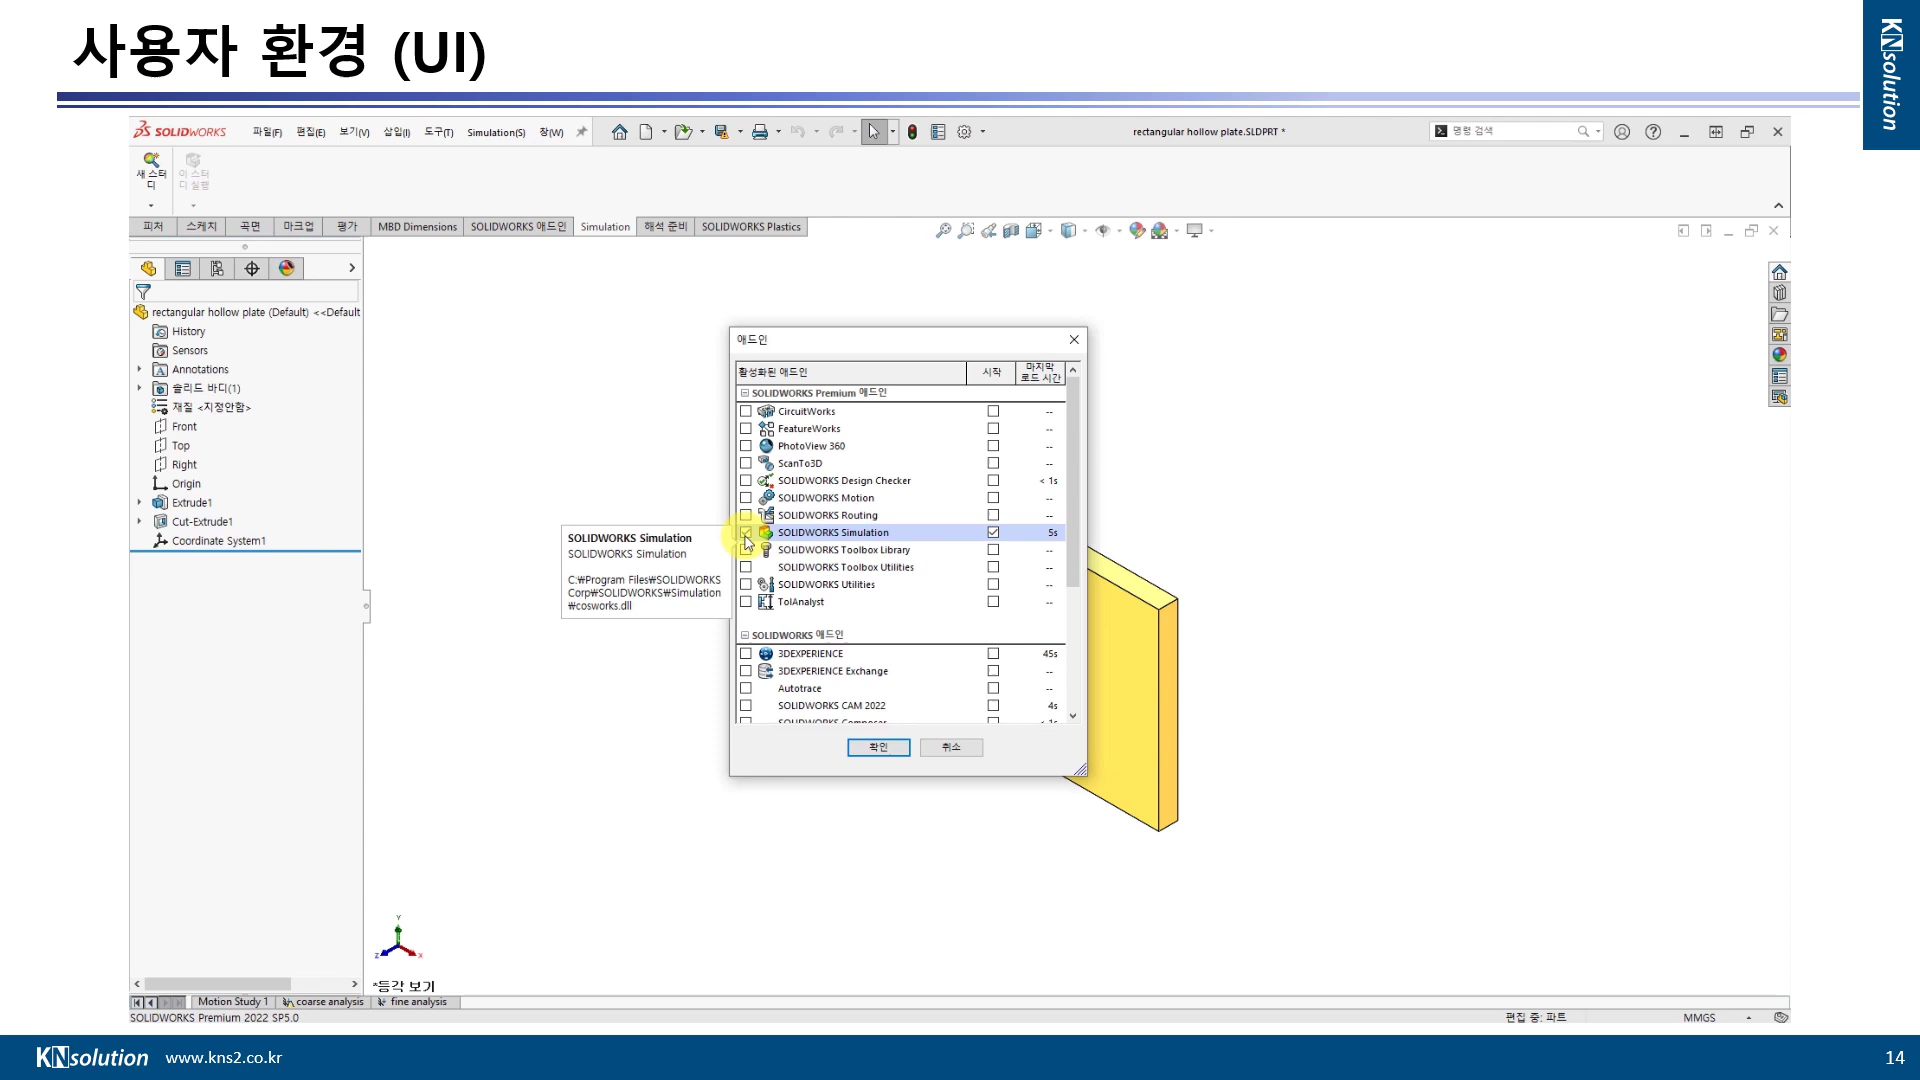 사용자 환경 (UI)
KNsolution
SOLIDWORKS 파일(F) 편집(E) 보기(V) 삽입(I) 도구(T) Simulation(S) 창(W)
rectangular hollow plate.SLDPRT *
명령 검색
새 스터
디
이 스터
디 실행
피처 스케치 곡면 마크업 평가 MBD Dimensions SOLIDWORKS 애드인 Simulation 해석 준비 SOLIDWORKS Plastics
rectangular hollow plate (Default) <<Default
History
Sensors
Annotations
솔리드 바디(1)
재질 <지정안함>
Front
Top
Right
Origin
Extrude1
Cut-Extrude1
Coordinate System1
애드인
활성화된 애드인 시작 마지막
로드 시간
SOLIDWORKS Premium 애드인
CircuitWorks --
FeatureWorks --
PhotoView 360 --
ScanTo3D --
SOLIDWORKS Design Checker < 1s
SOLIDWORKS Motion --
SOLIDWORKS Routing --
SOLIDWORKS Simulation 5s
SOLIDWORKS Toolbox Library --
SOLIDWORKS Toolbox Utilities --
SOLIDWORKS Utilities --
TolAnalyst --
SOLIDWORKS 애드인
3DEXPERIENCE 45s
3DEXPERIENCE Exchange --
Autotrace --
SOLIDWORKS CAM 2022 4s
SOLIDWORKS Composer < 1s
확인 취소
SOLIDWORKS Simulation
SOLIDWORKS Simulation
C:₩Program Files₩SOLIDWORKS
Corp₩SOLIDWORKS₩Simulation
₩cosworks.dll
Y
Z X
*등각 보기
Motion Study 1 coarse analysis fine analysis
SOLIDWORKS Premium 2022 SP5.0
편집 중: 파트 MMGS
KNsolution www.kns2.co.kr
14